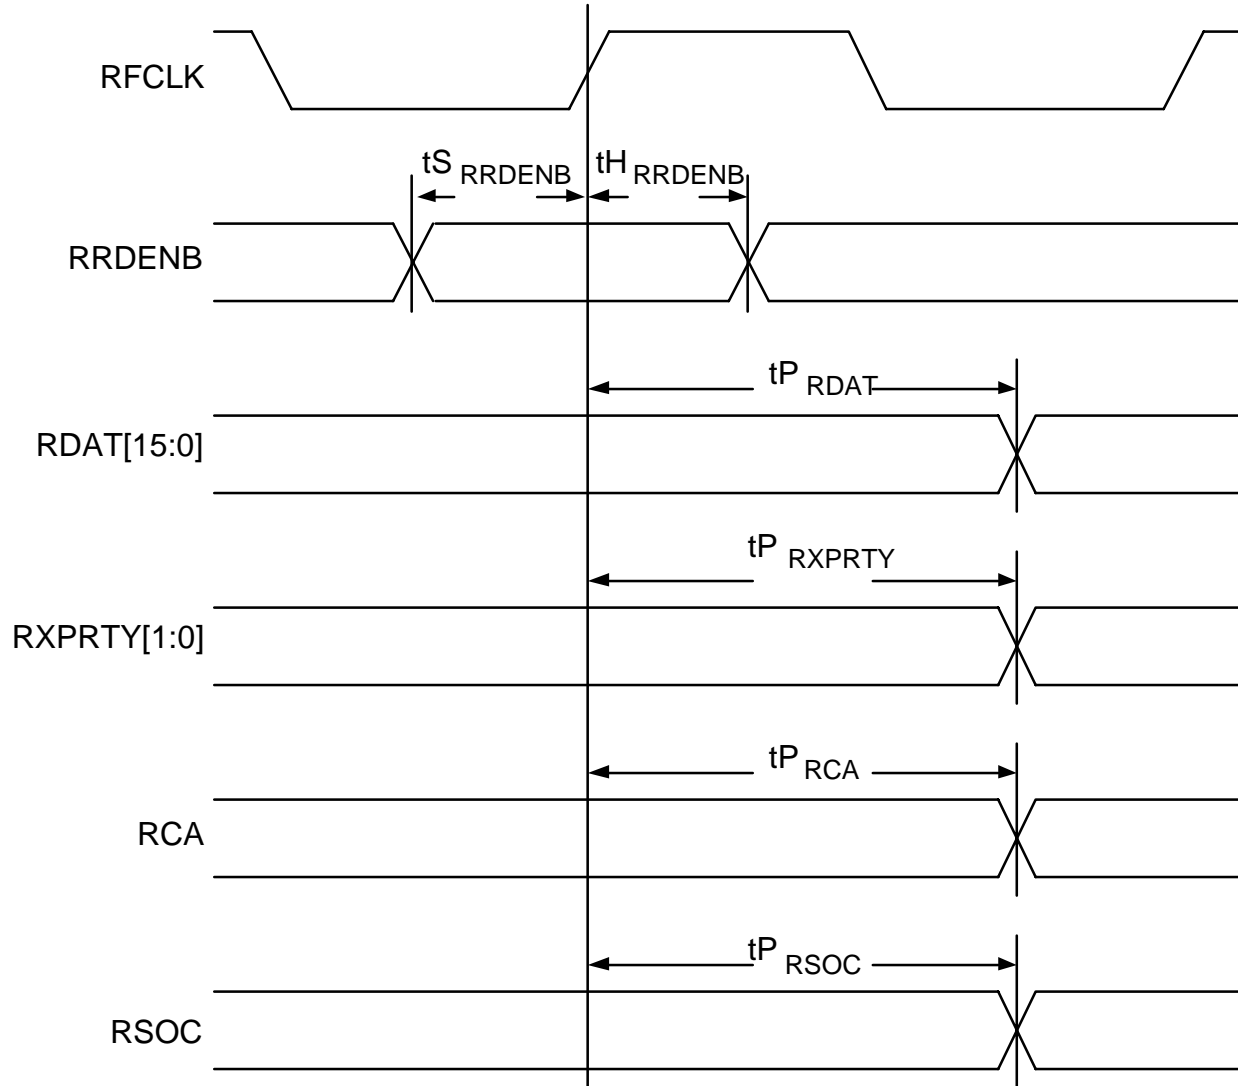 RFCLK
tS RRDENB tH RRDENB
RRDENB
tP RDAT
RDAT[15:0]
tP RXPRTY
RXPRTY[1:0]
tP RCA
RCA
tP RSOC
RSOC